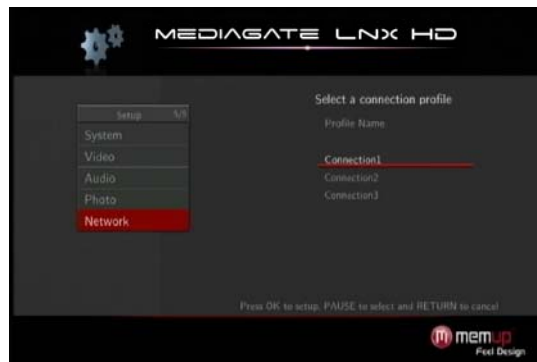 MEDIAGATE LNX HD
Select a connection profile
Setup 5/5
Profile Name
System
Video
Connection1
Audio
Connection2
Photo
Connection3
Network
Press OK to setup, PAUSE to select and RETURN to cancel
memup
Feel Design